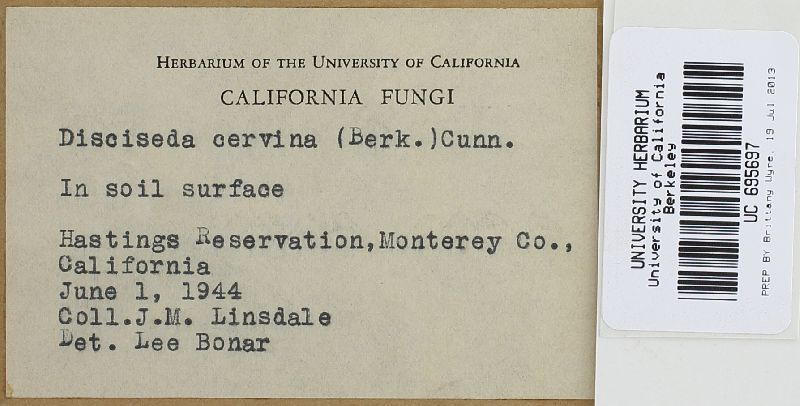 HERBARIUM OF THE UNIVERSITY OF CALIFORNIA
CALIFORNIA FUNGI
Disciseda cervina (Berk.)Cunn.
In soil surface
Hastings Reservation,Monterey Co.,
California
June 1, 1944
Coll.J.M. Linsdale
Det. Lee Bonar
UNIVERSITY HERBARIUM
University of California
Berkeley
UC 695697
PREP BY Brittany Uyre, 19 Jul 2013